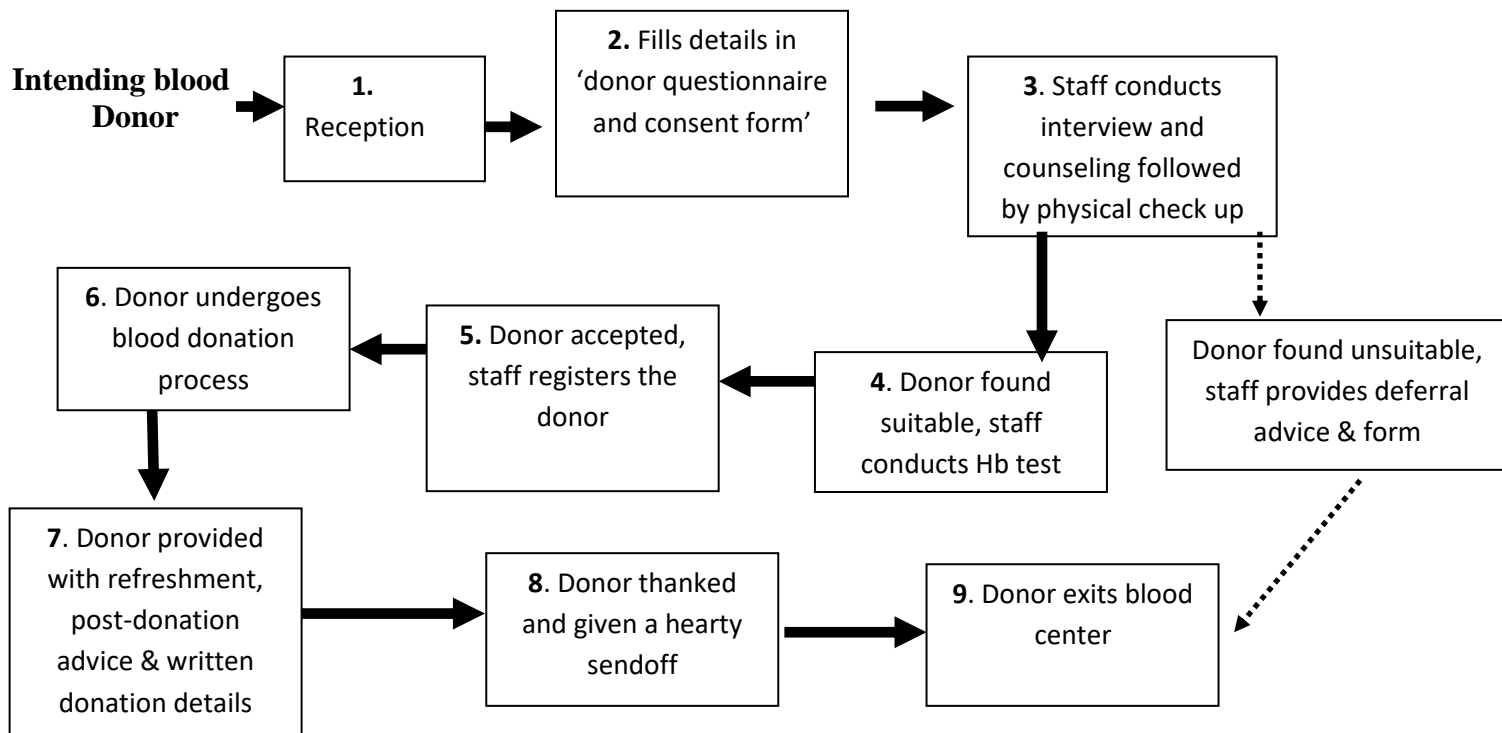 Intending blood
Donor
1.
Reception
2. Fills details in
‘donor questionnaire
and consent form’
3. Staff conducts
interview and
counseling followed
by physical check up
Donor found unsuitable,
staff provides deferral
advice & form
4. Donor found
suitable, staff
conducts Hb test
5. Donor accepted,
staff registers the
donor
6. Donor undergoes
blood donation
process
7. Donor provided
with refreshment,
post-donation
advice & written
donation details
8. Donor thanked
and given a hearty
sendoff
9. Donor exits blood
center